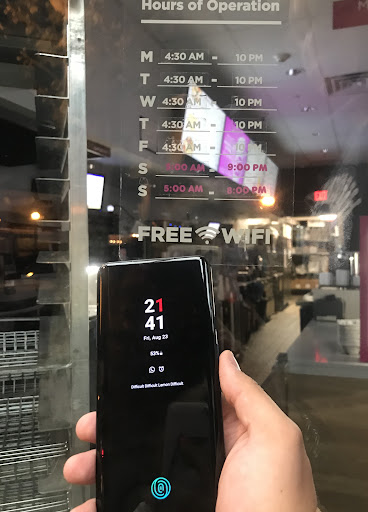 Hours of Operation
M 4:30 AM - 10 PM
T 4:30 AM - 10 PM
W 4:30 AM - 10 PM
T 4:30 AM - 10 PM
F 4:30 AM - 10 PM
S 5:00 AM - 9:00 PM
S 5:00 AM - 8:00 PM
FREE WIFI
21
41
Fri, Aug 23
53%
Difficult Difficult Lemon Difficult